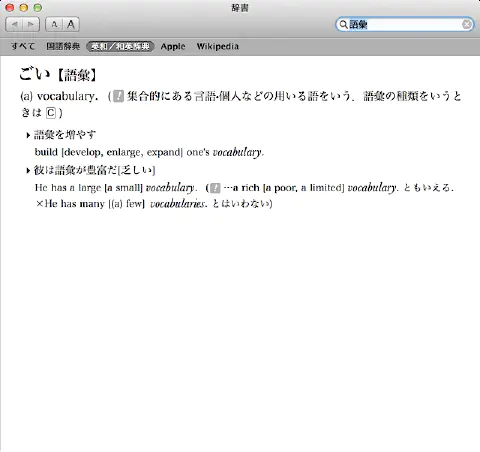 辞書
A A
語彙
すべて 国語辞典 英和/和英辞典 Apple Wikipedia
ごい【語彙】
(a) vocabulary. (! 集合的にある言語・個人などの用いる語をいう. 語彙の種類をいうと
きは C )
▶ 語彙を増やす
build [develop, enlarge, expand] one's vocabulary.
▶ 彼は語彙が豊富だ[乏しい]
He has a large [a small] vocabulary. (! …a rich [a poor, a limited] vocabulary. ともいえる.
×He has many [(a) few] vocabularies. とはいわない)